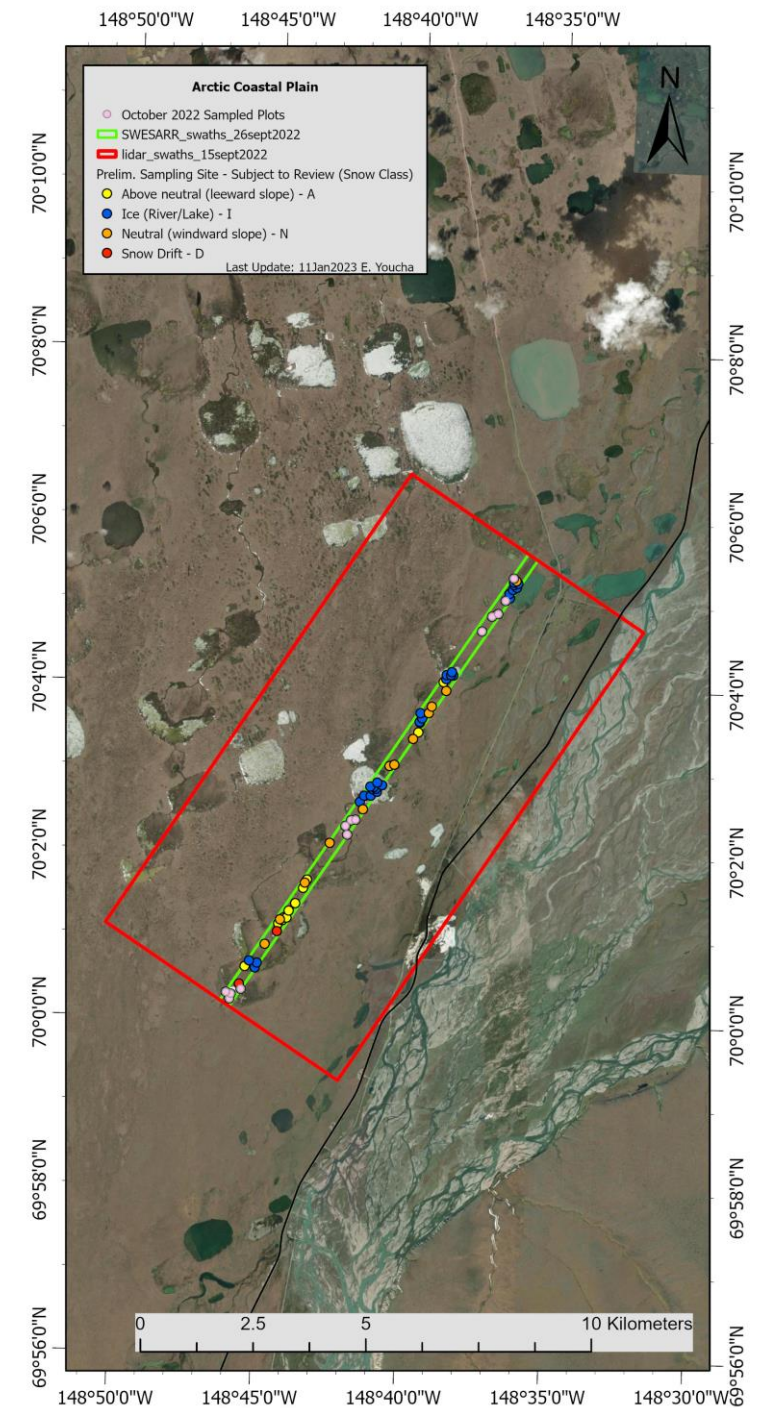 148°50'0"W 148°45'0"W 148°40'0"W 148°35'0"W
N
Arctic Coastal Plain
October 2022 Sampled Plots
SWESARR_swaths_26sept2022
lidar_swaths_15sept2022
Prelim. Sampling Site - Subject to Review (Snow Class)
Above neutral (leeward slope) - A
Ice (River/Lake) - I
Neutral (windward slope) - N
Snow Drift - D
Last Update: 11Jan2023 E. Youcha
70°10'0"N
70°10'0"N
70°8'0"N
70°8'0"N
70°6'0"N
70°6'0"N
70°4'0"N
70°4'0"N
70°2'0"N
70°2'0"N
70°0'0"N
70°0'0"N
69°58'0"N
69°58'0"N
69°56'0"N
69°56'0"N
0 2.5 5 10 Kilometers
148°50'0"W 148°45'0"W 148°40'0"W 148°35'0"W 148°30'0"W